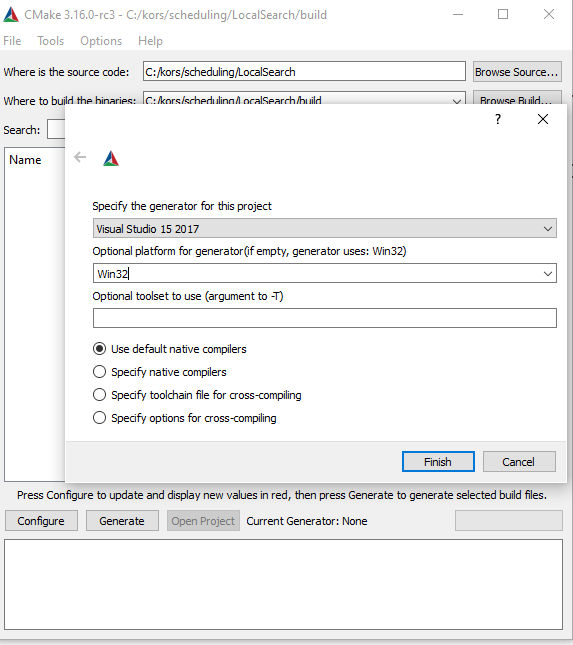 CMake 3.16.0-rc3 - C:/kors/scheduling/LocalSearch/build
File Tools Options Help
Where is the source code: C:/kors/scheduling/LocalSearch Browse Source...
Where to build the binaries: C:/kors/scheduling/LocalSearch/build Browse Build...
Search:
?
Name
Specify the generator for this project
Visual Studio 15 2017
Optional platform for generator(if empty, generator uses: Win32)
Win32
Optional toolset to use (argument to -T)
Use default native compilers
Specify native compilers
Specify toolchain file for cross-compiling
Specify options for cross-compiling
Finish Cancel
Press Configure to update and display new values in red, then press Generate to generate selected build files.
Configure Generate Open Project Current Generator: None